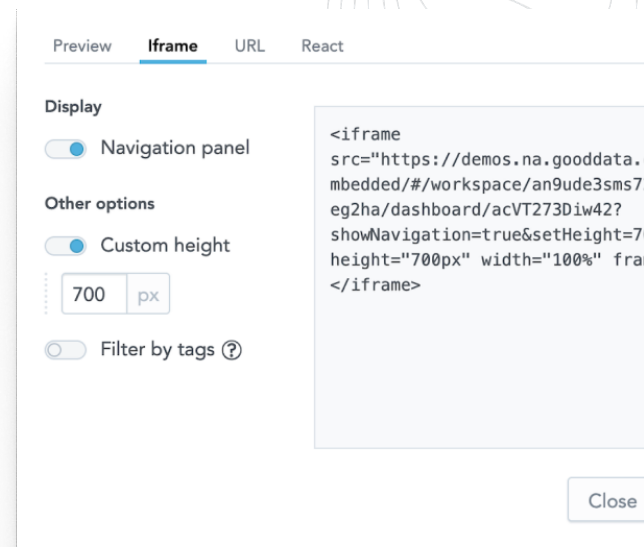 Preview Iframe URL React
Display
Navigation panel
Other options
Custom height
700 px
Filter by tags ?
<iframe
src="https://demos.na.gooddata.
mbedded/#/workspace/an9ude3sms7
eg2ha/dashboard/acVT273Diw42?
showNavigation=true&setHeight=7
height="700px" width="100%" fra
</iframe>
Close